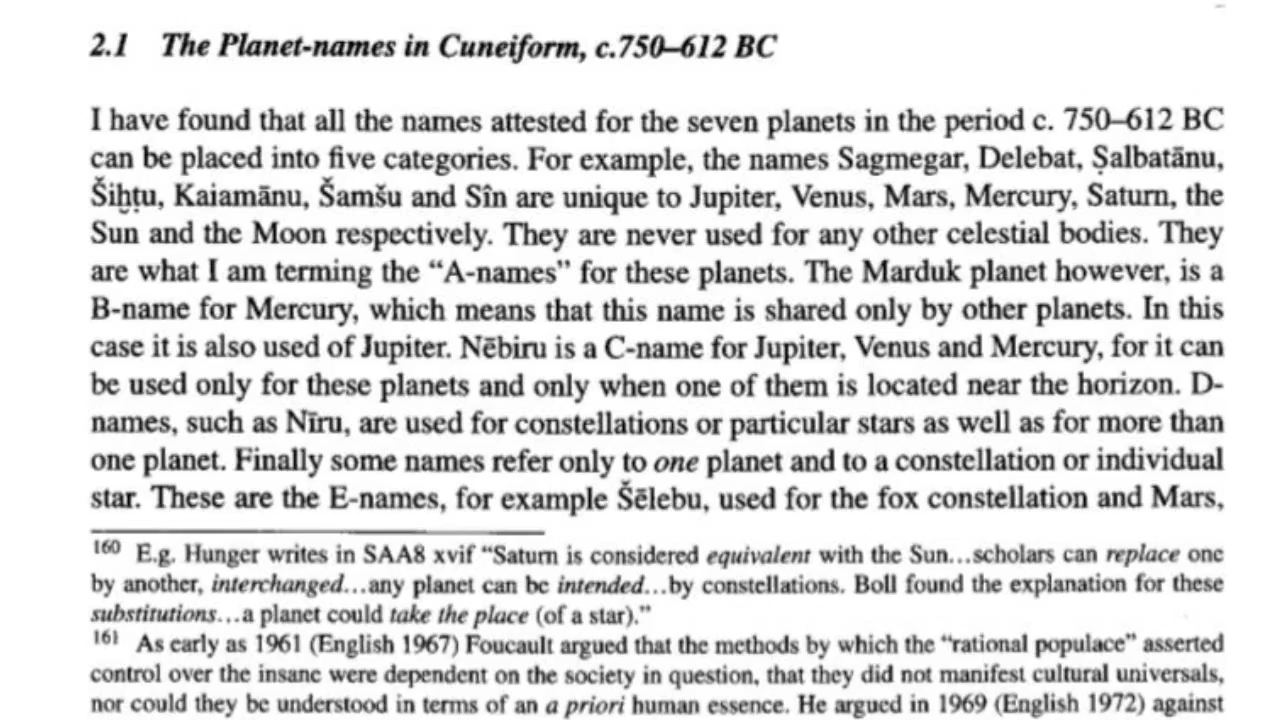 2.1 The Planet-names in Cuneiform, c.750–612 BC
I have found that all the names attested for the seven planets in the period c. 750–612 BC
can be placed into five categories. For example, the names Sagmegar, Delebat, Ṣalbatānu,
Šiḫṭu, Kaiamānu, Šamšu and Sîn are unique to Jupiter, Venus, Mars, Mercury, Saturn, the
Sun and the Moon respectively. They are never used for any other celestial bodies. They
are what I am terming the “A-names” for these planets. The Marduk planet however, is a
B-name for Mercury, which means that this name is shared only by other planets. In this
case it is also used of Jupiter. Nēbiru is a C-name for Jupiter, Venus and Mercury, for it can
be used only for these planets and only when one of them is located near the horizon. D-
names, such as Nīru, are used for constellations or particular stars as well as for more than
one planet. Finally some names refer only to one planet and to a constellation or individual
star. These are the E-names, for example Šēlebu, used for the fox constellation and Mars,
160 E.g. Hunger writes in SAA8 xvif “Saturn is considered equivalent with the Sun...scholars can replace one
by another, interchanged...any planet can be intended...by constellations. Boll found the explanation for these
substitutions...a planet could take the place (of a star).”
161 As early as 1961 (English 1967) Foucault argued that the methods by which the “rational populace” asserted
control over the insane were dependent on the society in question, that they did not manifest cultural universals,
nor could they be understood in terms of an a priori human essence. He argued in 1969 (English 1972) against